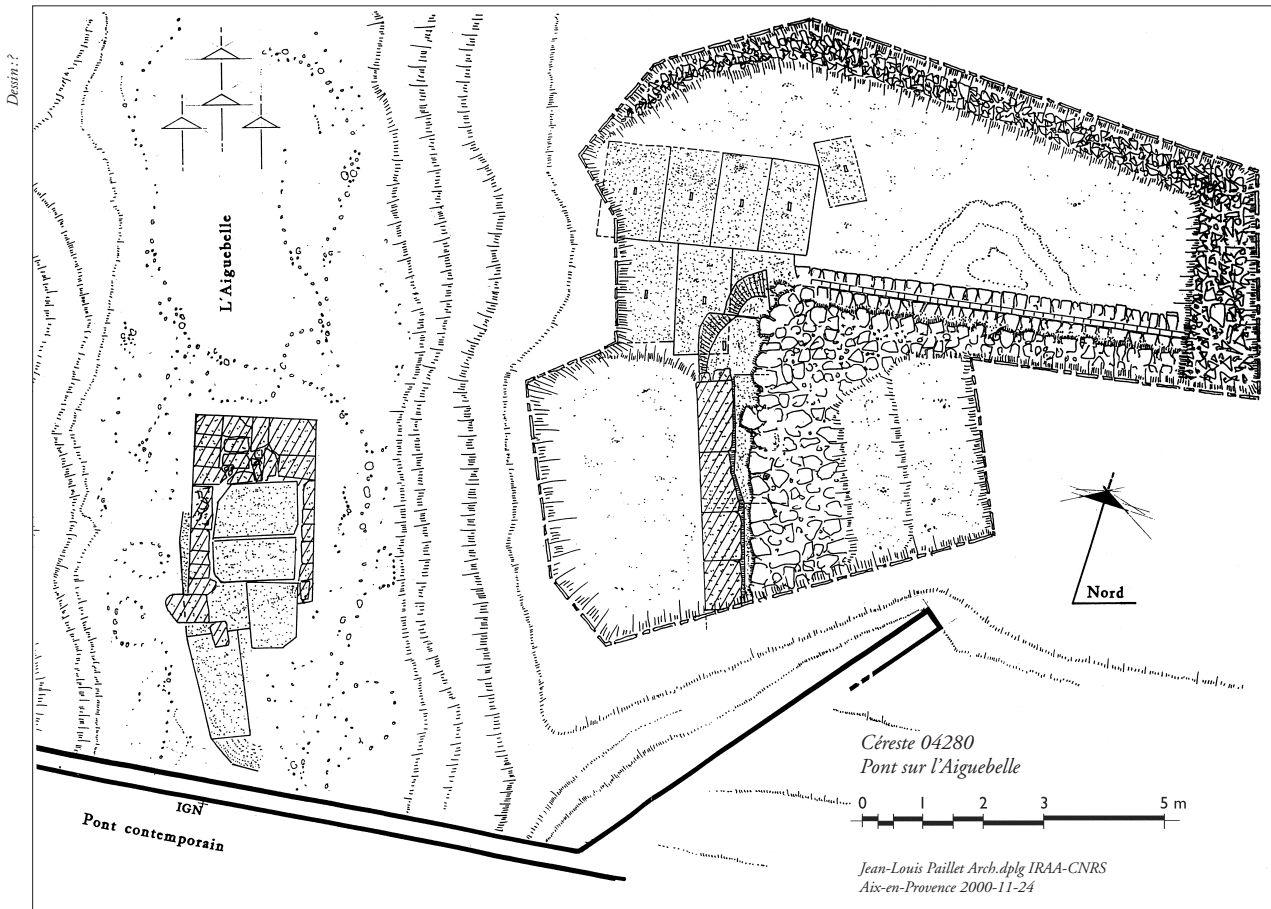 Dessin:?
L'Aiguebelle
G
G
G
G
G
G
Nord
IGN
Pont contemporain
Céreste 04280
Pont sur l'Aiguebelle
0 1 2 3 5 m
Jean-Louis Paillet Arch.dplg IRAA-CNRS
Aix-en-Provence 2000-11-24